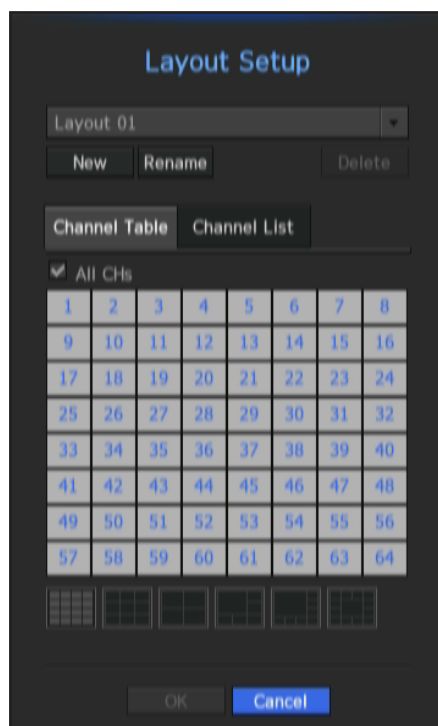 Layout Setup
Layout 01
New Rename Delete
Channel Table Channel List
All CHs
1 2 3 4 5 6 7 8
9 10 11 12 13 14 15 16
17 18 19 20 21 22 23 24
25 26 27 28 29 30 31 32
33 34 35 36 37 38 39 40
41 42 43 44 45 46 47 48
49 50 51 52 53 54 55 56
57 58 59 60 61 62 63 64
OK Cancel